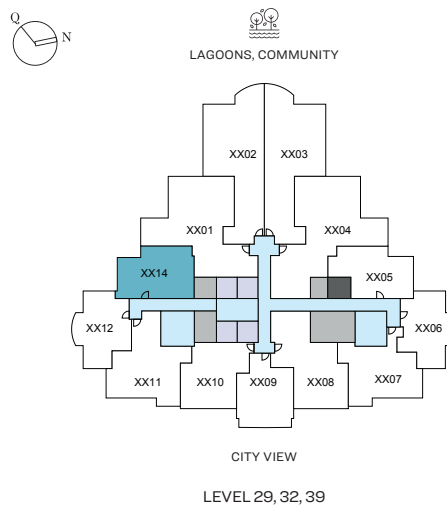 Q
N
LAGOONS, COMMUNITY
XX02 XX03
XX01 XX04
XX14 XX05
XX12 XX06
XX11 XX10 XX09 XX08 XX07
CITY VIEW
LEVEL 29, 32, 39